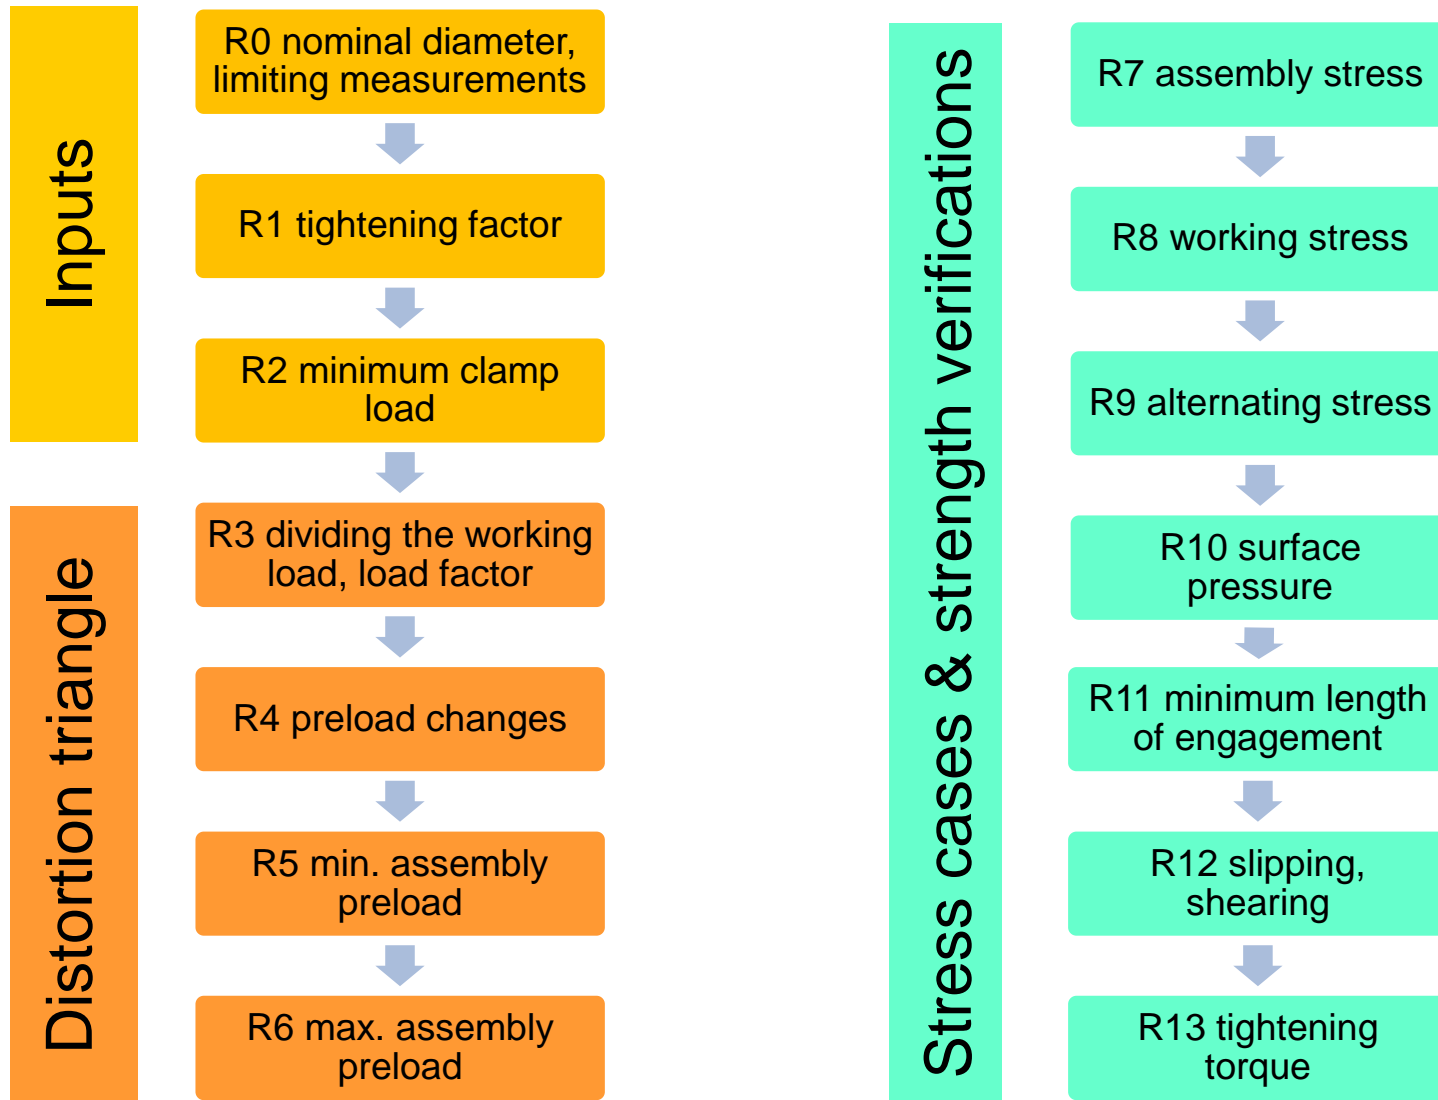 Inputs
R0 nominal diameter,
limiting measurements
R1 tightening factor
R2 minimum clamp
load
Distortion triangle
R3 dividing the working
load, load factor
R4 preload changes
R5 min. assembly
preload
R6 max. assembly
preload
Stress cases & strength verifications
R7 assembly stress
R8 working stress
R9 alternating stress
R10 surface
pressure
R11 minimum length
of engagement
R12 slipping,
shearing
R13 tightening
torque